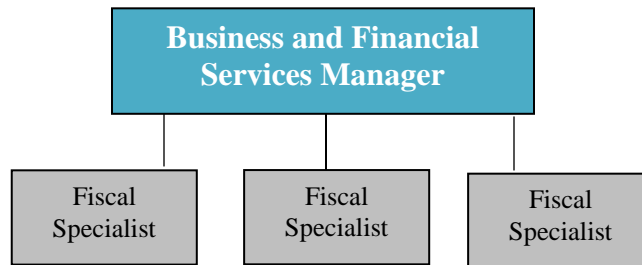 Business and Financial
Services Manager
Fiscal
Specialist
Fiscal
Specialist
Fiscal
Specialist